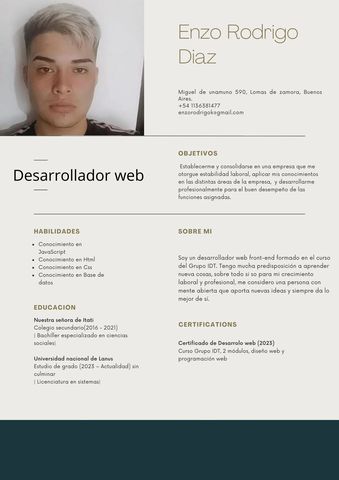 Enzo Rodrigo
Diaz
Miguel de unamuno 590, Lomas de zamora, Buenos
Aires.
+54 1136381477
enzorodrigok@gmail.com
OBJETIVOS
Establecerme y consolidarse en una empresa que me
otorgue estabilidad laboral, aplicar mis conocimientos
en las distintas áreas de la empresa, y desarrollarme
profesionalmente para el buen desempeño de las
funciones asignadas.
Desarrollador web
HABILIDADES
Conocimiento en
JavaScript
Conocimiento en Html
Conocimiento en Css
Conocimiento en Base de
datos
EDUCACION
Nuestra señora de Itatí
Colegio secundario(2016 - 2021)
| Bachiller especializado en ciencias
sociales|
Universidad nacional de Lanus
Estudio de grado (2023 – Actualidad) sin
culminar
| Licenciatura en sistemas|
SOBRE MI
Soy un desarrollador web front-end formado en el curso
del Grupo IDT. Tengo mucha predisposición a aprender
nueva cosas, sobre todo si so para mi crecimiento
laboral y profesional, me considero una persona con
mente abierta que aporta nuevas ideas y siempre da lo
mejor de sí.
CERTIFICATIONS
Certificado de Desarrolo web (2023)
Curso Grupo IDT, 2 módulos, diseño web y
programación web